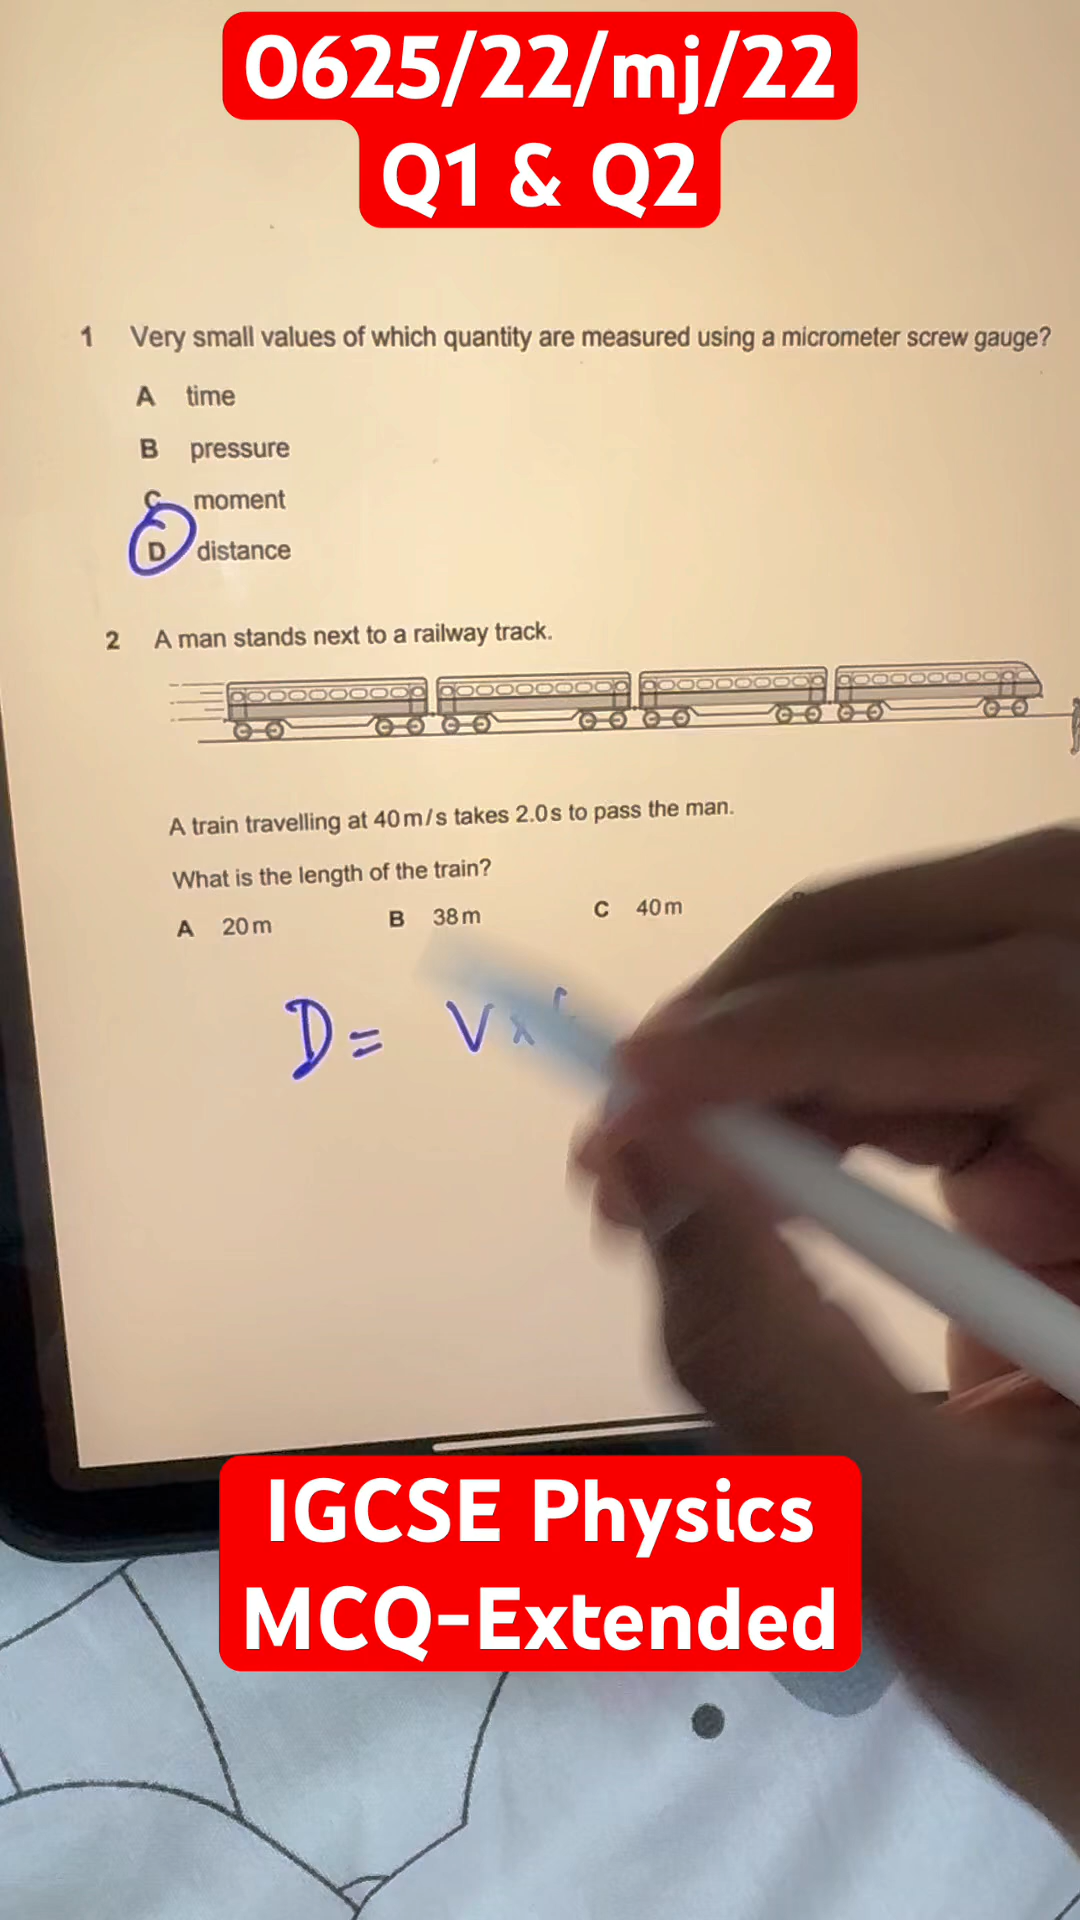 0625/22/mj/22
Q1 & Q2
1 Very small values of which quantity are measured using a micrometer screw gauge?
A time
B pressure
C moment
D distance
2 A man stands next to a railway track.
A train travelling at 40 m/s takes 2.0 s to pass the man.
What is the length of the train?
A 20 m B 38 m C 40 m
D = V x
IGCSE Physics
MCQ-Extended